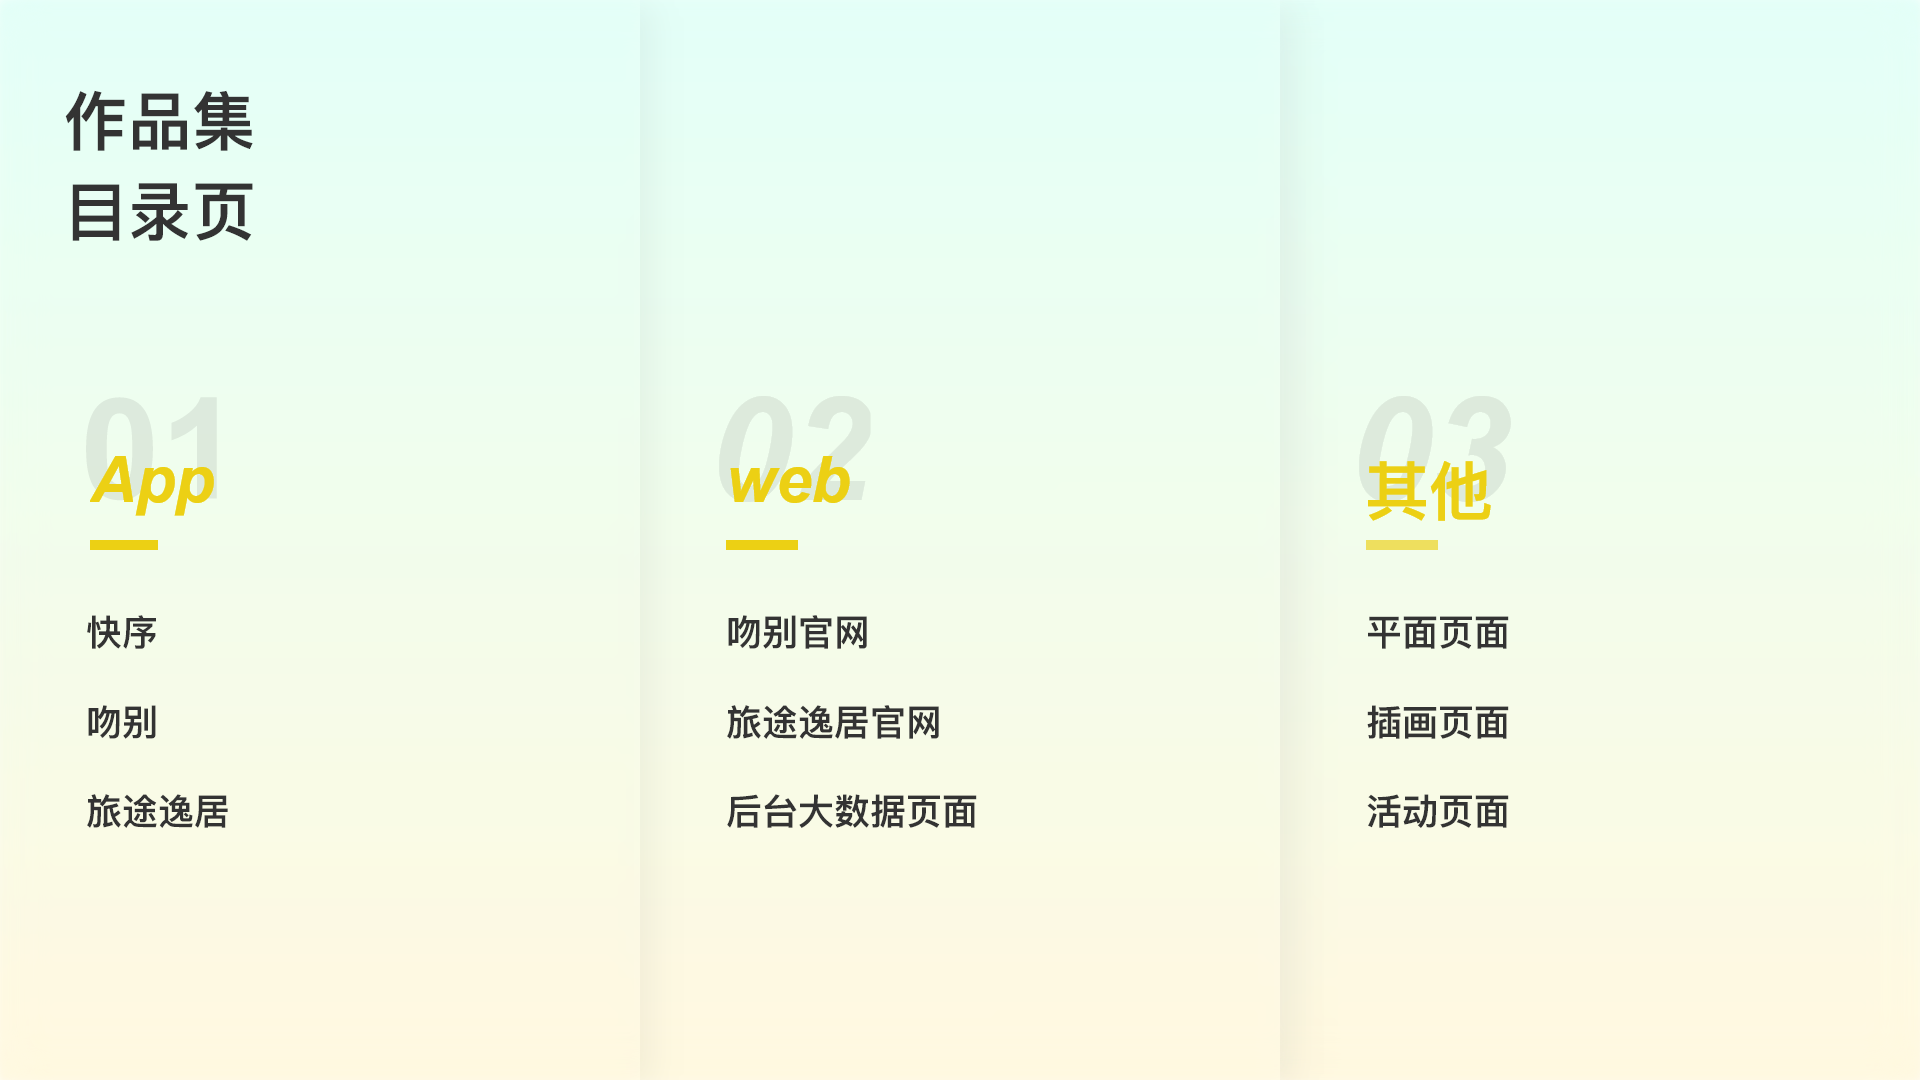 作品集
目录页
01
App
快序
吻别
旅途逸居
02
web
吻别官网
旅途逸居官网
后台大数据页面
03
其他
平面页面
插画页面
活动页面